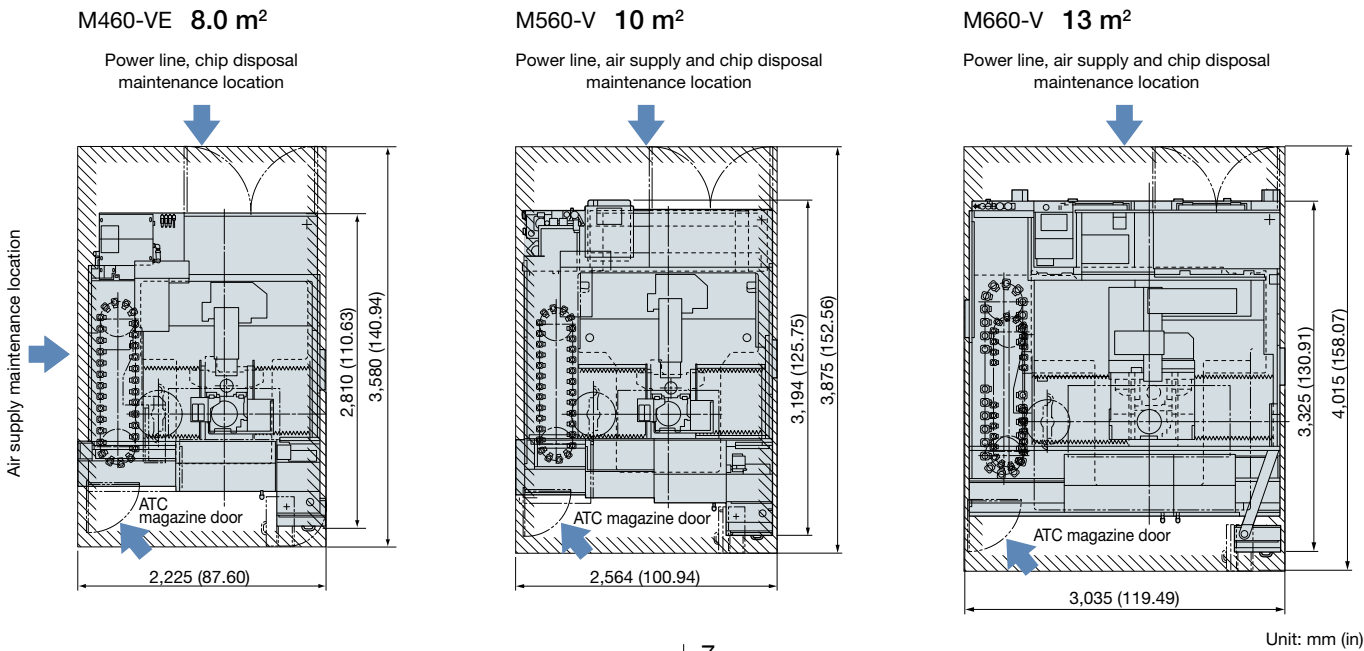 M460-VE 8.0 m²
Power line, chip disposal
maintenance location
Air supply maintenance location
2,810 (110.63)
3,580 (140.94)
ATC
magazine door
2,225 (87.60)
M560-V 10 m²
Power line, air supply and chip disposal
maintenance location
3,194 (125.75)
3,875 (152.56)
ATC magazine door
2,564 (100.94)
M660-V 13 m²
Power line, air supply and chip disposal
maintenance location
3,325 (130.91)
4,015 (158.07)
ATC magazine door
3,035 (119.49)
Unit: mm (in)